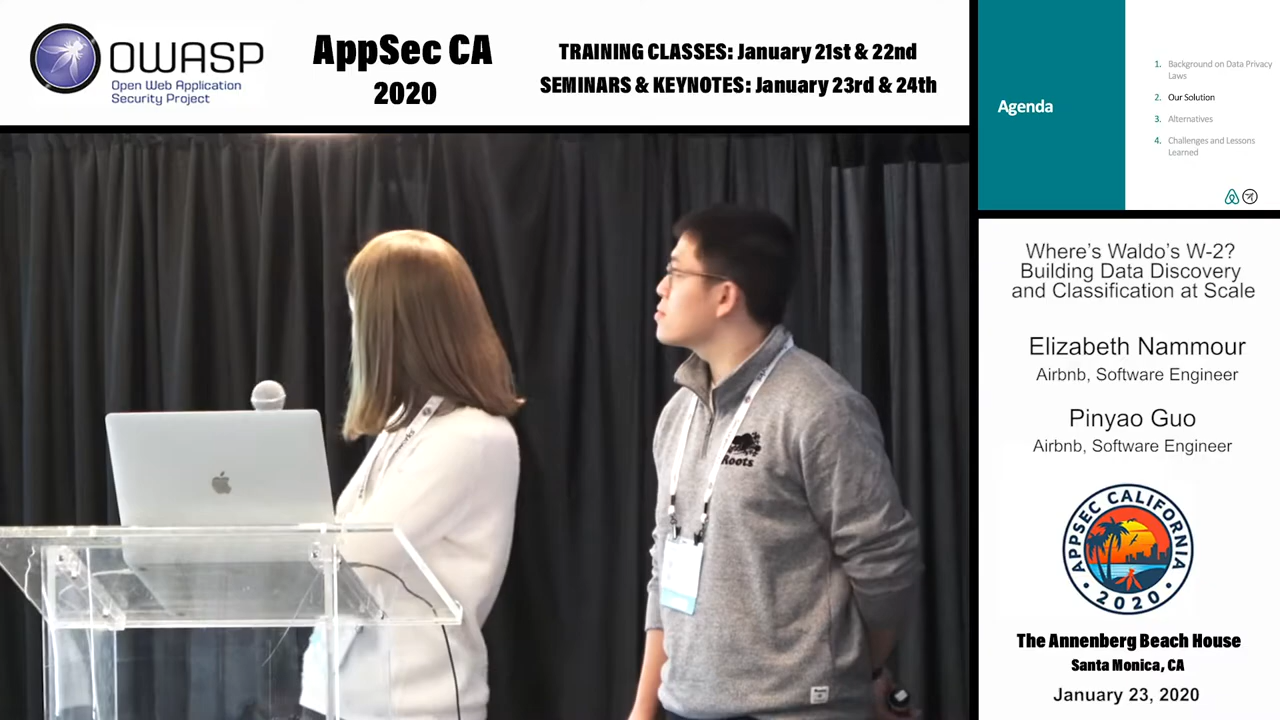 OWASP
Open Web Application
Security Project
AppSec CA
2020
TRAINING CLASSES: January 21st & 22nd
SEMINARS & KEYNOTES: January 23rd & 24th
Agenda
1. Background on Data Privacy
Laws
2. Our Solution
3. Alternatives
4. Challenges and Lessons
Learned
Where's Waldo's W-2?
Building Data Discovery
and Classification at Scale
Elizabeth Nammour
Airbnb, Software Engineer
Pinyao Guo
Airbnb, Software Engineer
APPSEC CALIFORNIA
2020
The Annenberg Beach House
Santa Monica, CA
January 23, 2020
Roots